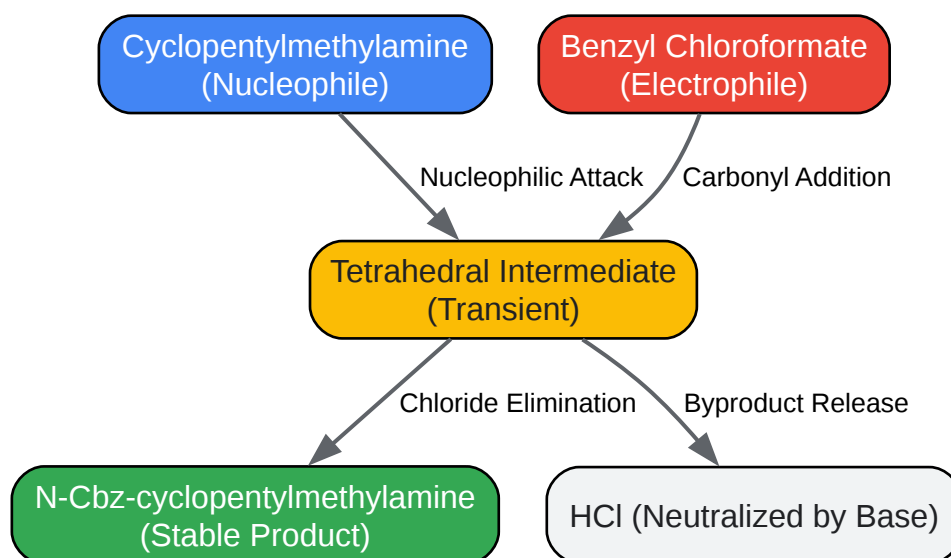 Cyclopentylmethylamine
(Nucleophile)
Benzyl Chloroformate
(Electrophile)
Nucleophilic Attack
Carbonyl Addition
Tetrahedral Intermediate
(Transient)
Chloride Elimination
Byproduct Release
N-Cbz-cyclopentylmethylamine
(Stable Product)
HCl (Neutralized by Base)